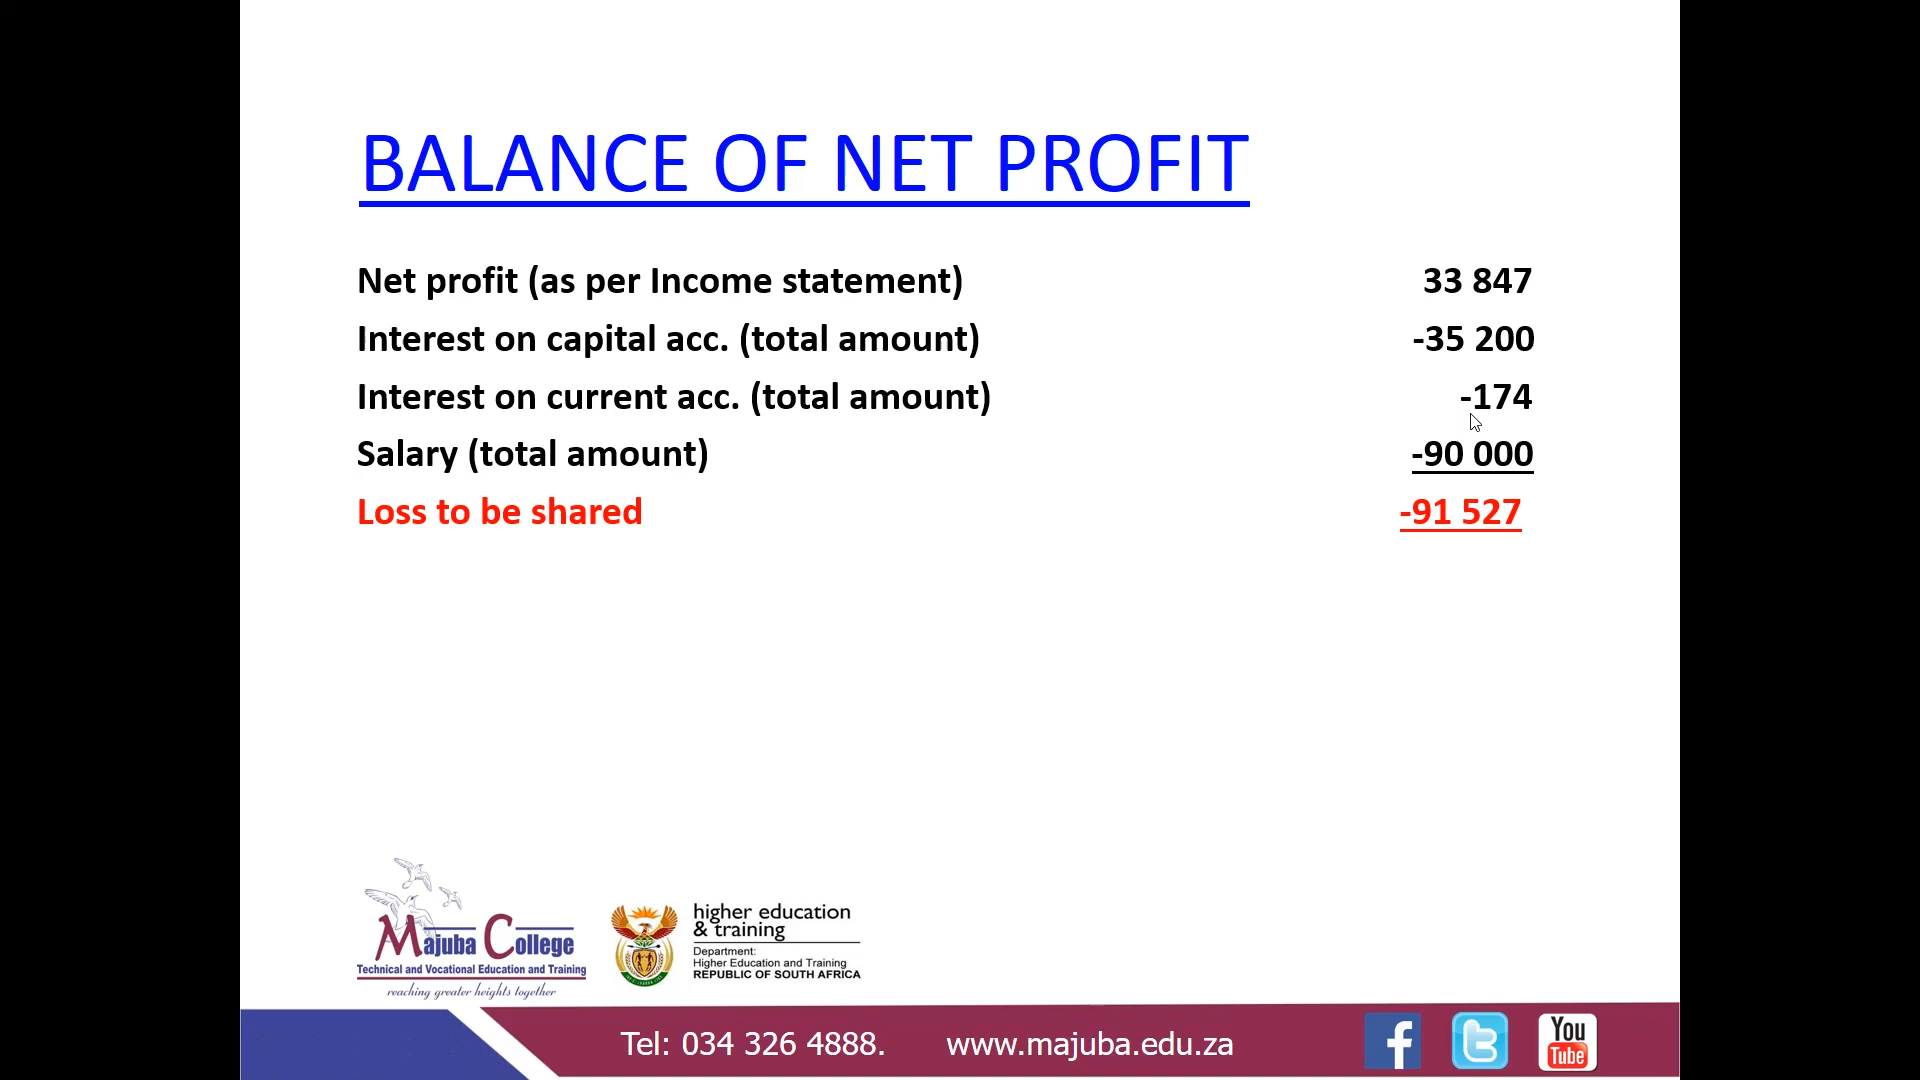 BALANCE OF NET PROFIT
Net profit (as per Income statement) 33 847
Interest on capital acc. (total amount) -35 200
Interest on current acc. (total amount) -174
Salary (total amount) -90 000
Loss to be shared -91 527
Majuba College
Technical and Vocational Education and Training
reaching greater heights together
higher education
& training
Department:
Higher Education and Training
REPUBLIC OF SOUTH AFRICA
Tel: 034 326 4888. www.majuba.edu.za
You
Tube